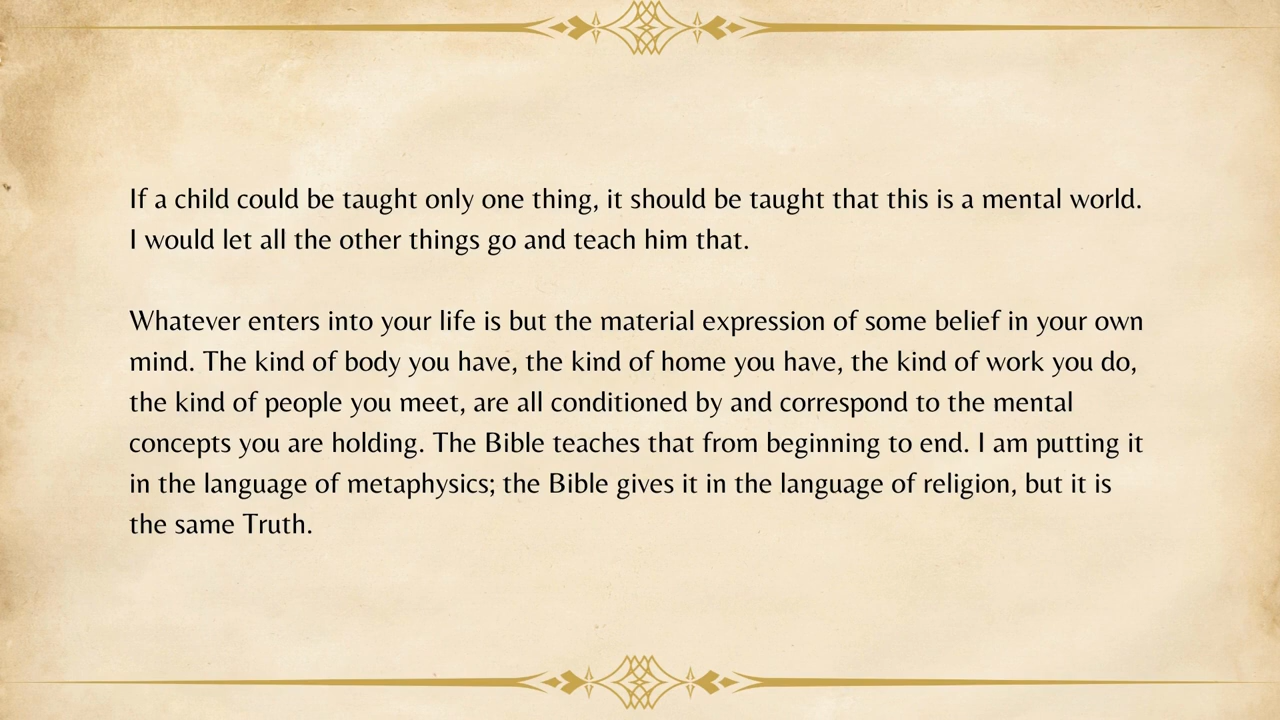 If a child could be taught only one thing, it should be taught that this is a mental world.
I would let all the other things go and teach him that.
Whatever enters into your life is but the material expression of some belief in your own
mind. The kind of body you have, the kind of home you have, the kind of work you do,
the kind of people you meet, are all conditioned by and correspond to the mental
concepts you are holding. The Bible teaches that from beginning to end. I am putting it
in the language of metaphysics; the Bible gives it in the language of religion, but it is
the same Truth.